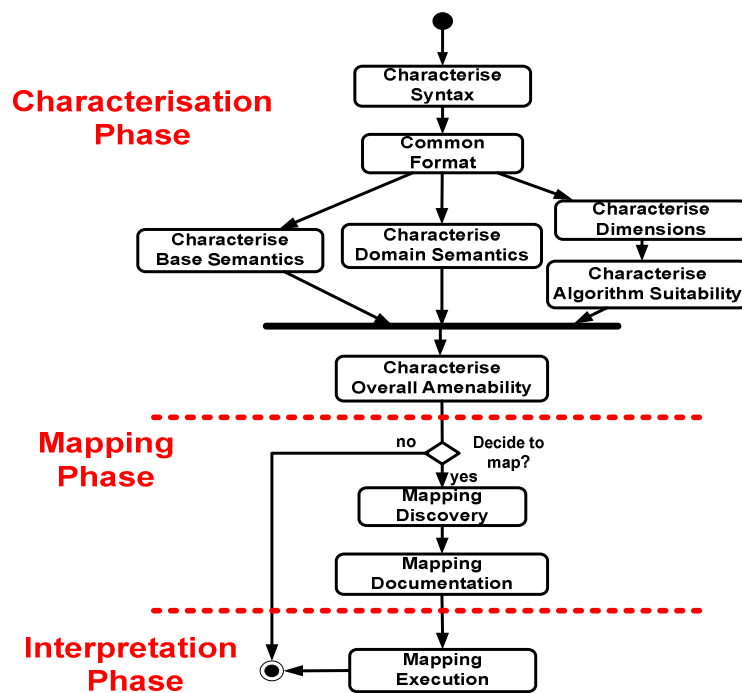 Characterisation
Phase
Characterise
Syntax
Common
Format
Characterise
Base Semantics
Characterise
Domain Semantics
Characterise
Dimensions
Characterise
Algorithm Suitability
Characterise
Overall Amenability
Mapping
Phase
no
Decide to
map?
yes
Mapping
Discovery
Mapping
Documentation
Interpretation
Phase
Mapping
Execution